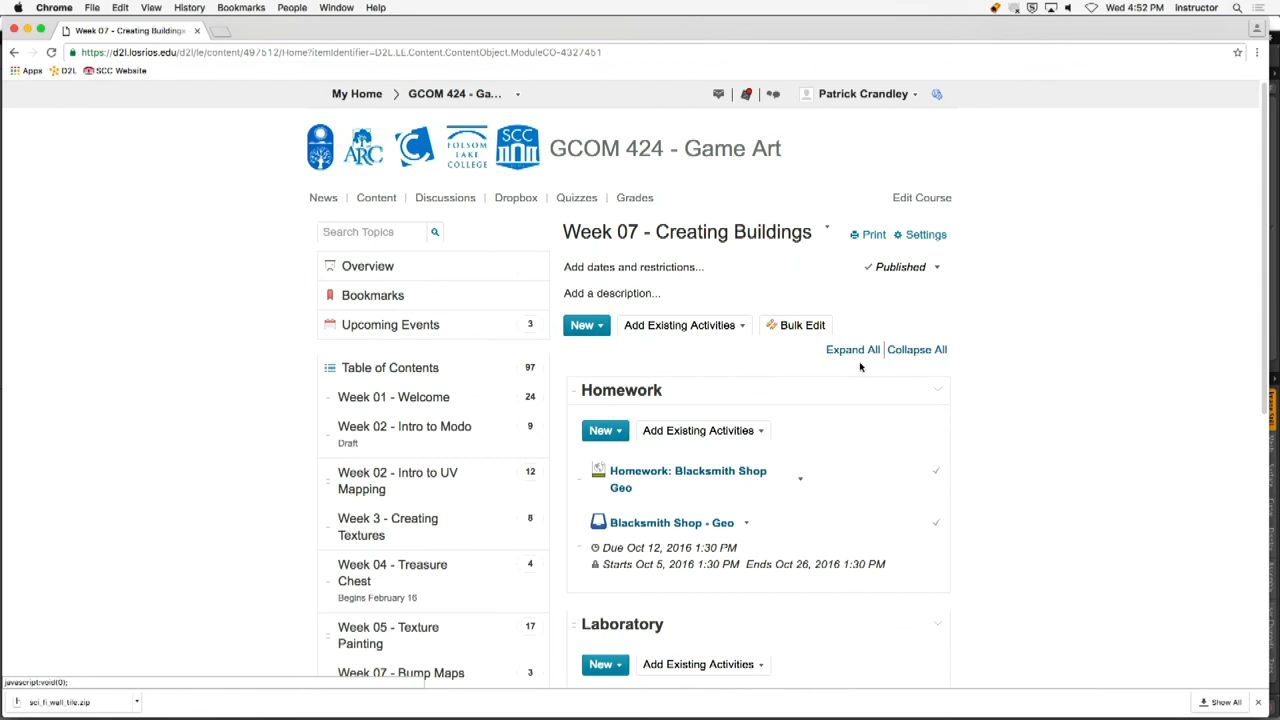 Chrome File Edit View History Bookmarks People Window Help Wed 4:52 PM instructor
Week 07 - Creating Buildings
https://d2l.losrios.edu/d2l/le/content/497512/Home?itemIdentifier=D2L.LE.Content.ContentObject.ModuleCO-4327451
Apps D2L SCC Website
My Home GCOM 424 - Ga... Patrick Crandley
ARC
FOLSOM
LAKE
COLLEGE
SCC
GCOM 424 - Game Art
News Content Discussions Dropbox Quizzes Grades Edit Course
Search Topics
Overview
Bookmarks
Upcoming Events 3
Table of Contents 97
Week 01 - Welcome 24
Week 02 - Intro to Modo 9
Draft
Week 02 - Intro to UV 12
Mapping
Week 3 - Creating 8
Textures
Week 04 - Treasure 4
Chest
Begins February 16
Week 05 - Texture 17
Painting
Week 07 - Bump Maps 3
Week 07 - Creating Buildings
Print Settings
Add dates and restrictions... Published
Add a description...
New Add Existing Activities Bulk Edit
Expand All Collapse All
Homework
New Add Existing Activities
Homework: Blacksmith Shop
Geo
Blacksmith Shop - Geo
Due Oct 12, 2016 1:30 PM
Starts Oct 5, 2016 1:30 PM Ends Oct 26, 2016 1:30 PM
Laboratory
New Add Existing Activities
javascript:void(0);
sci_fi_wall_tile.zip Show All